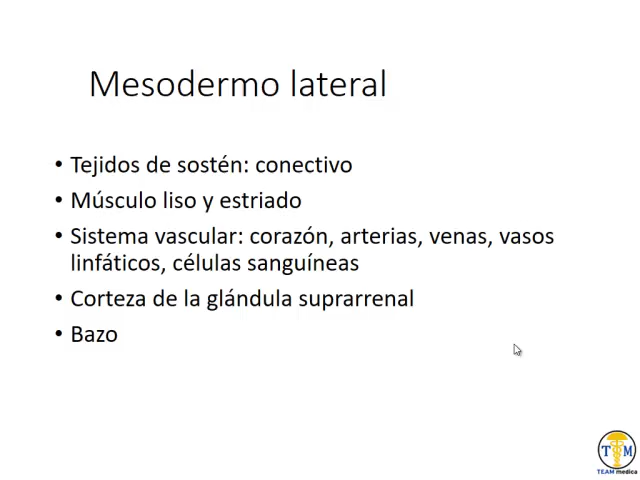 Mesodermo lateral
• Tejidos de sostén: conectivo
• Músculo liso y estriado
• Sistema vascular: corazón, arterias, venas, vasos
linfáticos, células sanguíneas
• Corteza de la glándula suprarrenal
• Bazo
T M
TEAM medica